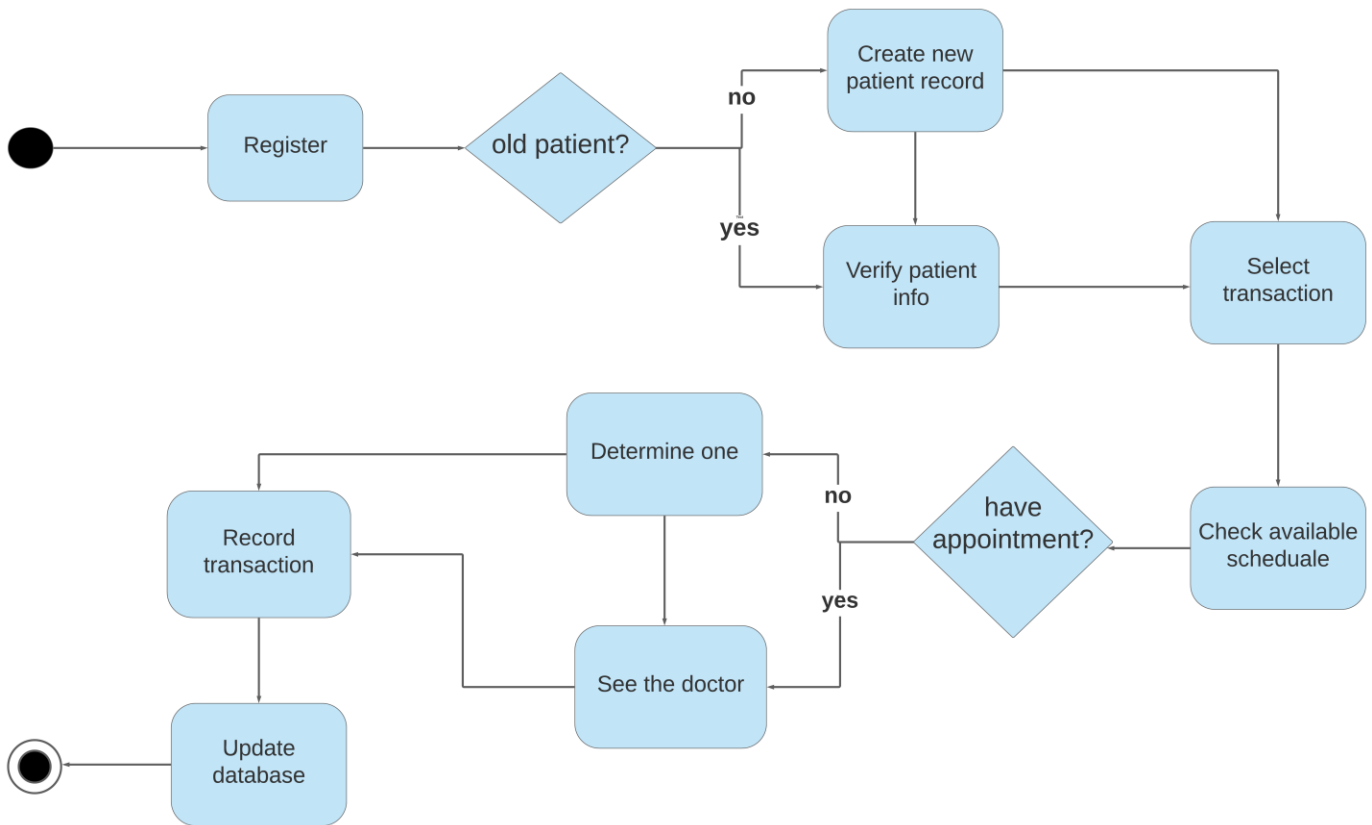 Register
old patient?
no
yes
Create new
patient record
Verify patient
info
Select
transaction
Check available
scheduale
have
appointment?
no
yes
Determine one
See the doctor
Record
transaction
Update
database